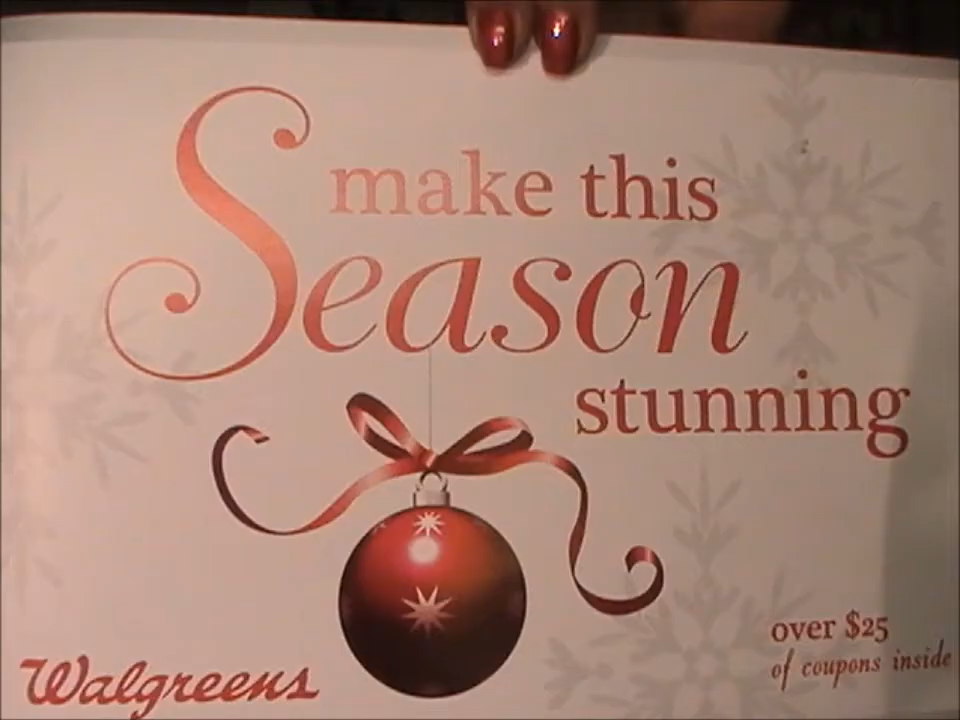 make this
Season
stunning
over $25
of coupons inside
Walgreens